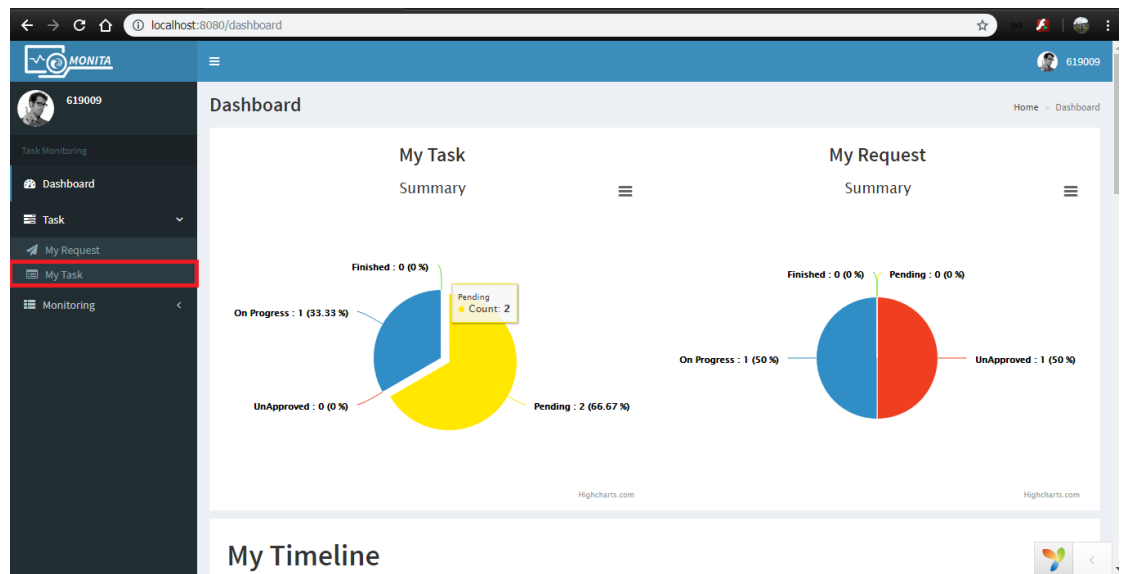 localhost:8080/dashboard
MONITA
619009
619009
Dashboard
Home > Dashboard
Task Monitoring
Dashboard
Task
My Request
My Task
Monitoring
My Task
Summary
Finished : 0 (0 %)
Pending
Count: 2
On Progress : 1 (33.33 %)
UnApproved : 0 (0 %)
Pending : 2 (66.67 %)
Highcharts.com
My Request
Summary
Finished : 0 (0 %)
Pending : 0 (0 %)
On Progress : 1 (50 %)
UnApproved : 1 (50 %)
Highcharts.com
My Timeline